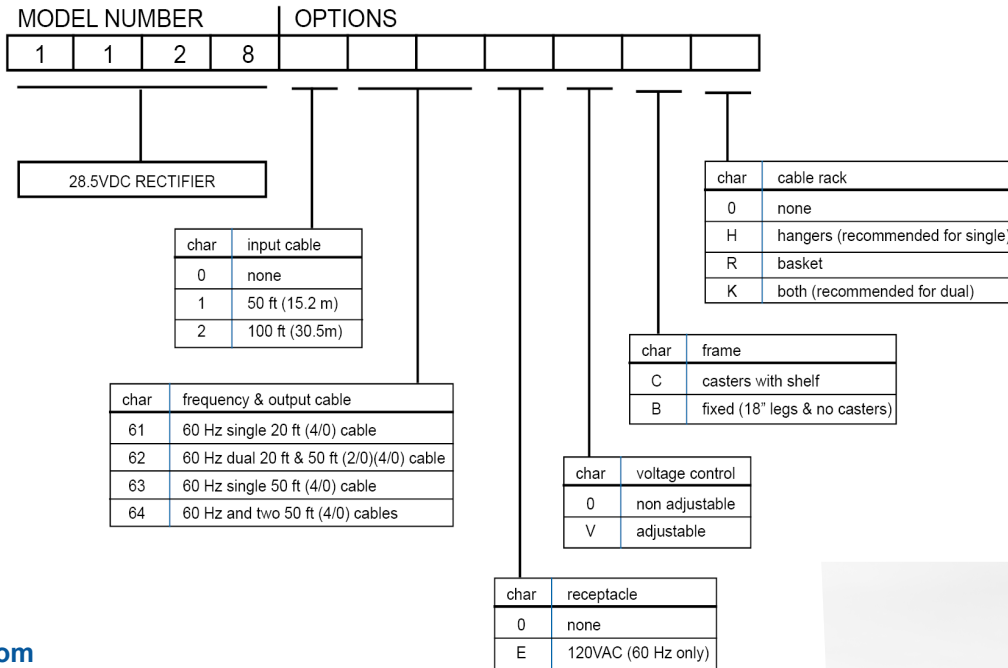 MODEL NUMBER OPTIONS
1 1 2 8
28.5VDC RECTIFIER
char input cable
0 none
1 50 ft (15.2 m)
2 100 ft (30.5m)
char frequency & output cable
61 60 Hz single 20 ft (4/0) cable
62 60 Hz dual 20 ft & 50 ft (2/0)(4/0) cable
63 60 Hz single 50 ft (4/0) cable
64 60 Hz and two 50 ft (4/0) cables
char receptacle
0 none
E 120VAC (60 Hz only)
char voltage control
0 non adjustable
V adjustable
char frame
C casters with shelf
B fixed (18” legs & no casters)
char cable rack
0 none
H hangers (recommended for single)
R basket
K both (recommended for dual)
om